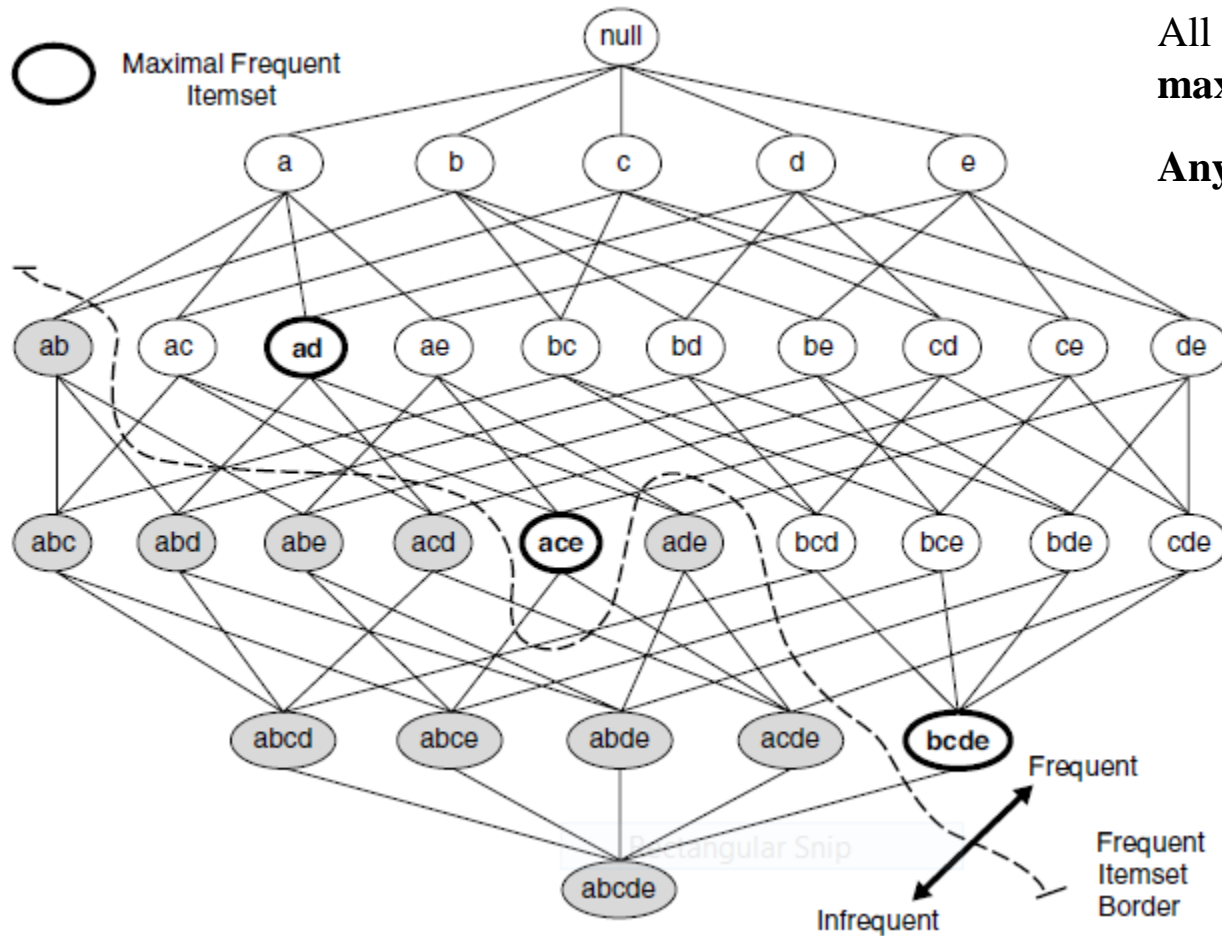 null
All
max
Maximal Frequent
Itemset
Any
a b c d e
ab ac ad ae bc bd be cd ce de
abc abd abe acd ace ade bcd bce bde cde
abcd abce abde acde bcde
Frequent
Rectangular Snip
Frequent
Itemset
Border
abcde
Infrequent